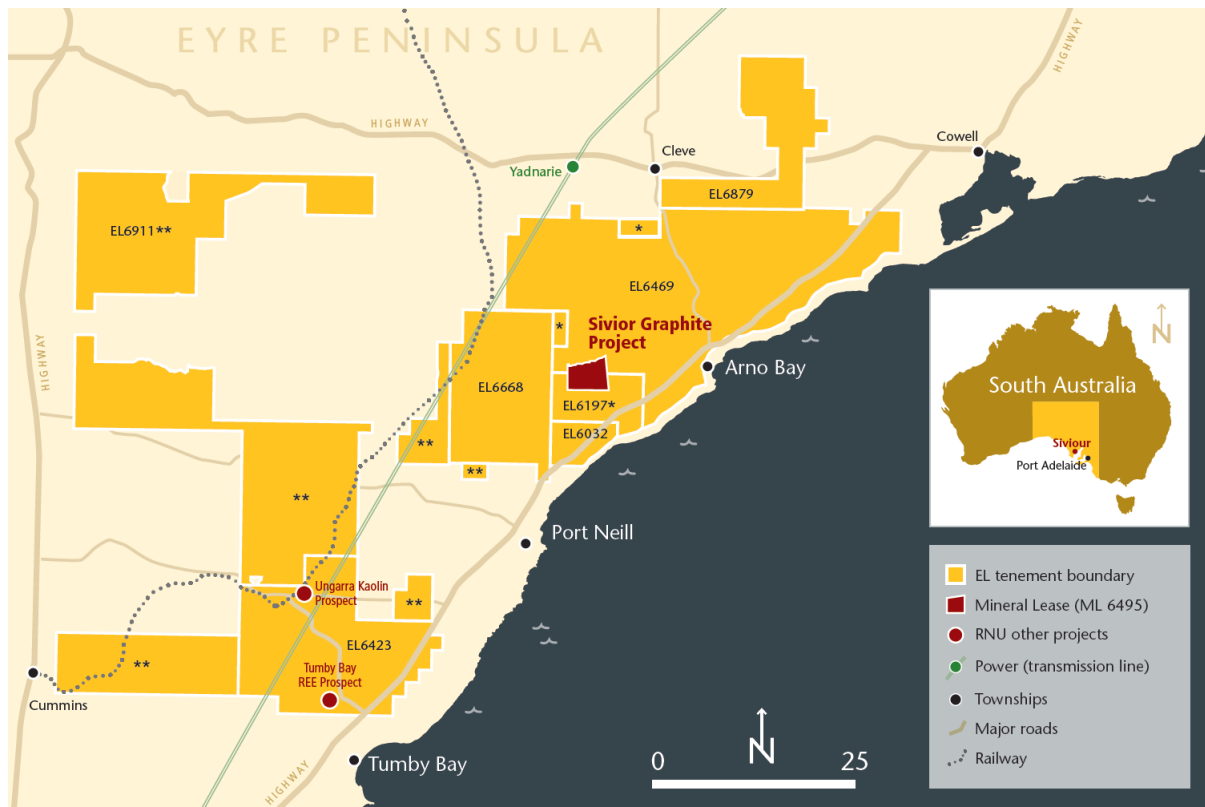 EYRE PENINSULA
HIGHWAY
HIGHWAY
Cowell
Cleve
Yadnarie
EL6879
EL6911**
*
EL6469
Sivior Graphite
Project
*
HIGHWAY
Arno Bay
EL6668
EL6197*
EL6032
**
**
**
Port Neill
Ungarra Kaolin
Prospect
**
EL6423
**
Tumby Bay
REE Prospect
Cummins
Tumby Bay
HIGHWAY
N
0 25
N
South Australia
Siviour
Port Adelaide
EL tenement boundary
Mineral Lease (ML 6495)
RNU other projects
Power (transmission line)
Townships
Major roads
Railway